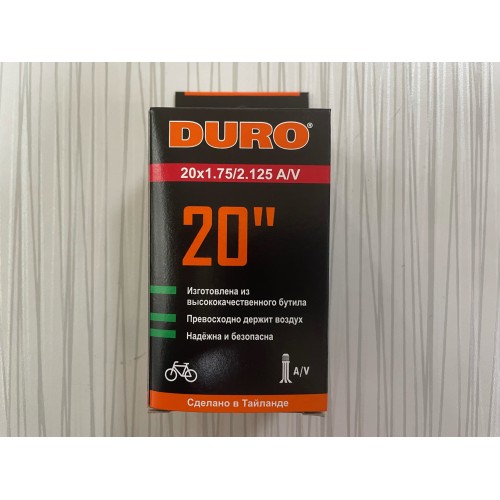 DURO®
20x1.75/2.125 A/V
20"
Изготовлена из
высококачественного бутила
Превосходно держит воздух
Надёжна и безопасна
A/V
Сделано в Тайланде